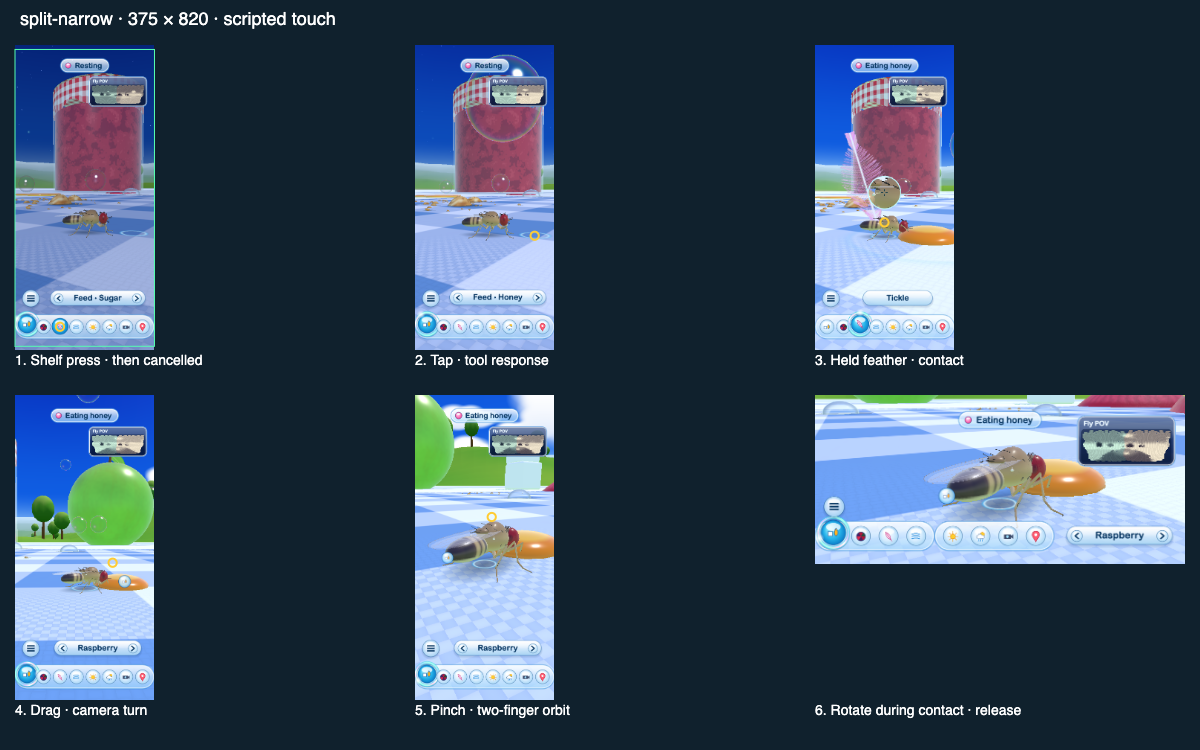 split-narrow · 375 × 820 · scripted touch
Resting
Fly POV
Feed · Sugar
1. Shelf press · then cancelled
Resting
Fly POV
Feed · Honey
2. Tap · tool response
Eating honey
Fly POV
Tickle
3. Held feather · contact
Eating honey
Fly POV
Raspberry
4. Drag · camera turn
Eating honey
Fly POV
Raspberry
5. Pinch · two-finger orbit
Eating honey
Fly POV
Raspberry
6. Rotate during contact · release